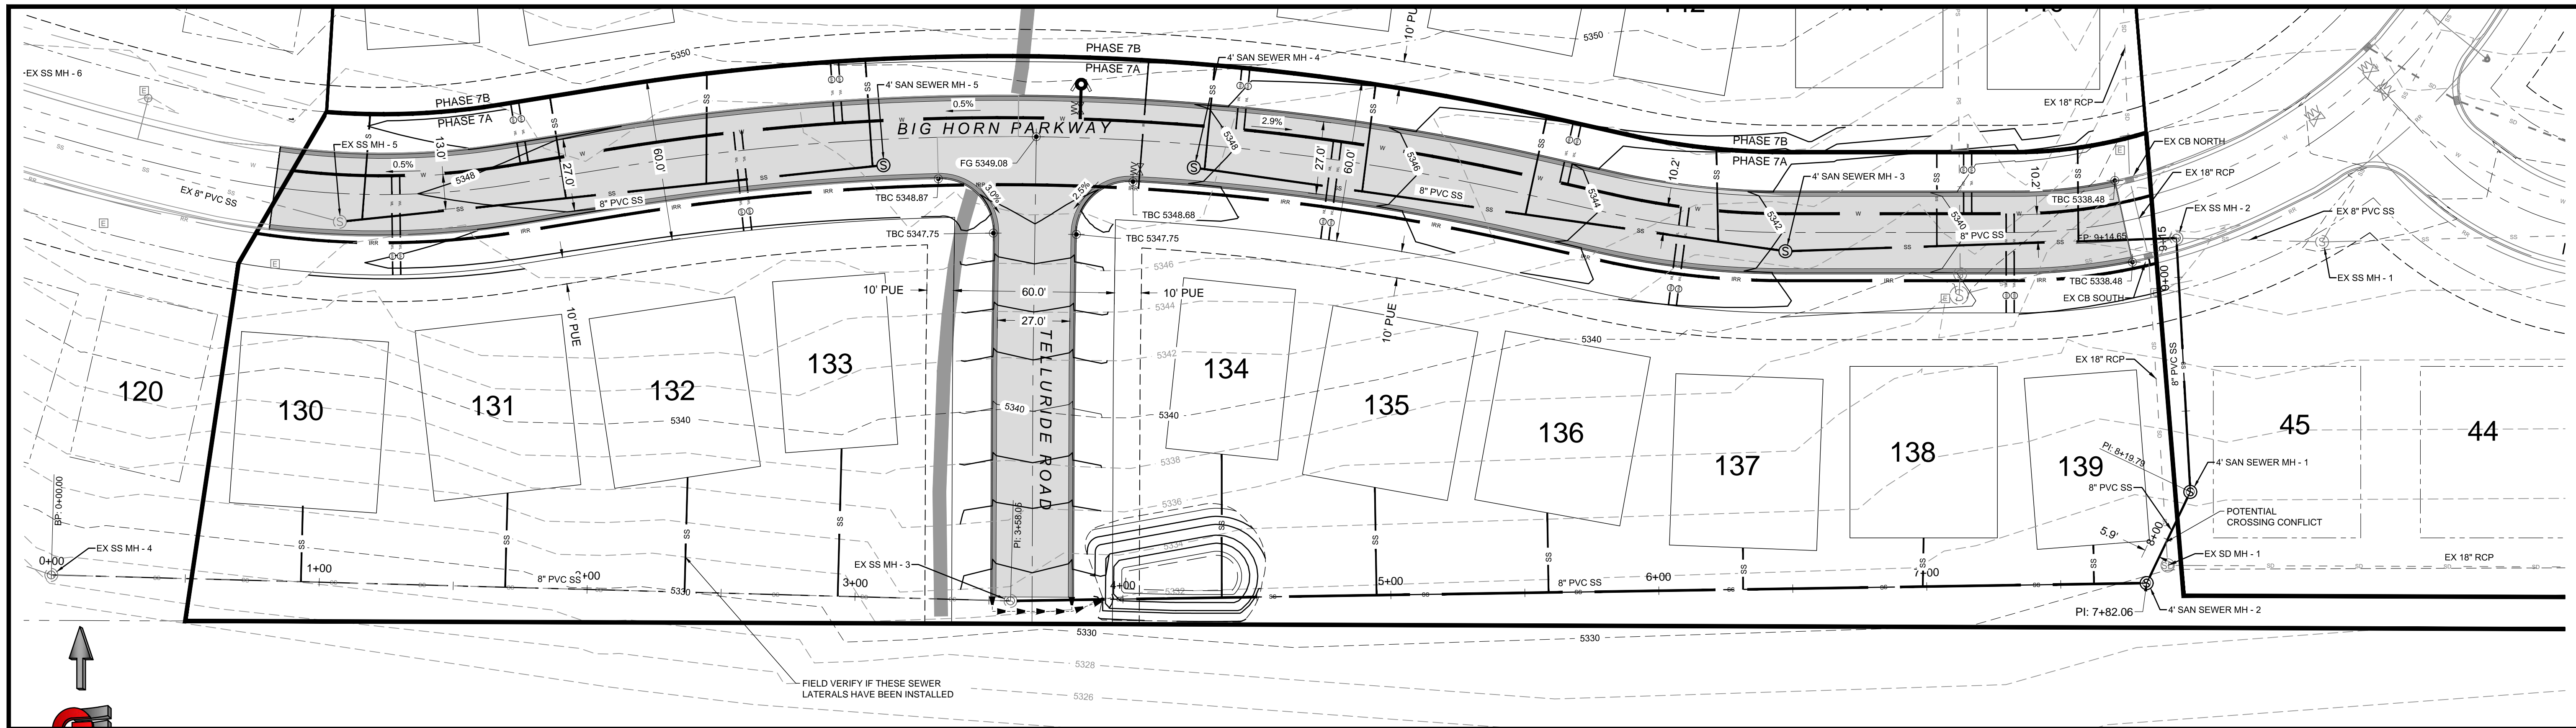 5350
PHASE 7B
10' PU
5350
EX SS MH - 6
4' SAN SEWER MH - 4
PHASE 7A
4' SAN SEWER MH - 5
PHASE 7B
PHASE 7A
0.5%
BIG HORN PARKWAY
2.9%
EX 18" RCP
EX SS MH - 5
13.0'
0.5%
5348
27.0'
60.0'
FG 5349.08
5348
27.0'
60.0'
5346
10.2'
PHASE 7B
PHASE 7A
EX CB NORTH
EX 18" RCP
4' SAN SEWER MH - 3
10.2'
EX 8" PVC SS
8" PVC SS
TBC 5348.87
3.0%
2.5%
TBC 5348.68
8" PVC SS
5344
5342
5340
TBC 5338.48
EX SS MH - 2
EX 8" PVC SS
TBC 5347.75
TBC 5347.75
8" PVC SS
EP: 9+14.65
9+15
EX SS MH - 1
5346
TBC 5338.48
9+00
EX CB SOUTH
10' PUE
60.0'
10' PUE
5344
10' PUE
27.0'
10' PUE
5342
5340
EX 18" RCP
8" PVC SS
120
130
131
132
133
5340
TELLURIDE ROAD
134
135
136
137
138
139
45
44
5340
5340
5338
5336
5334
5332
PI: 8+19.79
4' SAN SEWER MH - 1
8" PVC SS
POTENTIAL
CROSSING CONFLICT
5.9'
8+00
EX SD MH - 1
EX 18" RCP
BP: 0+00.00
EX SS MH - 4
0+00
1+00
8" PVC SS
2+00
5330
3+00
EX SS MH - 3
PI: 3+58.05
4+00
5+00
8" PVC SS
6+00
7+00
PI: 7+82.06
4' SAN SEWER MH - 2
5330
5330
5328
5326
FIELD VERIFY IF THESE SEWER
LATERALS HAVE BEEN INSTALLED